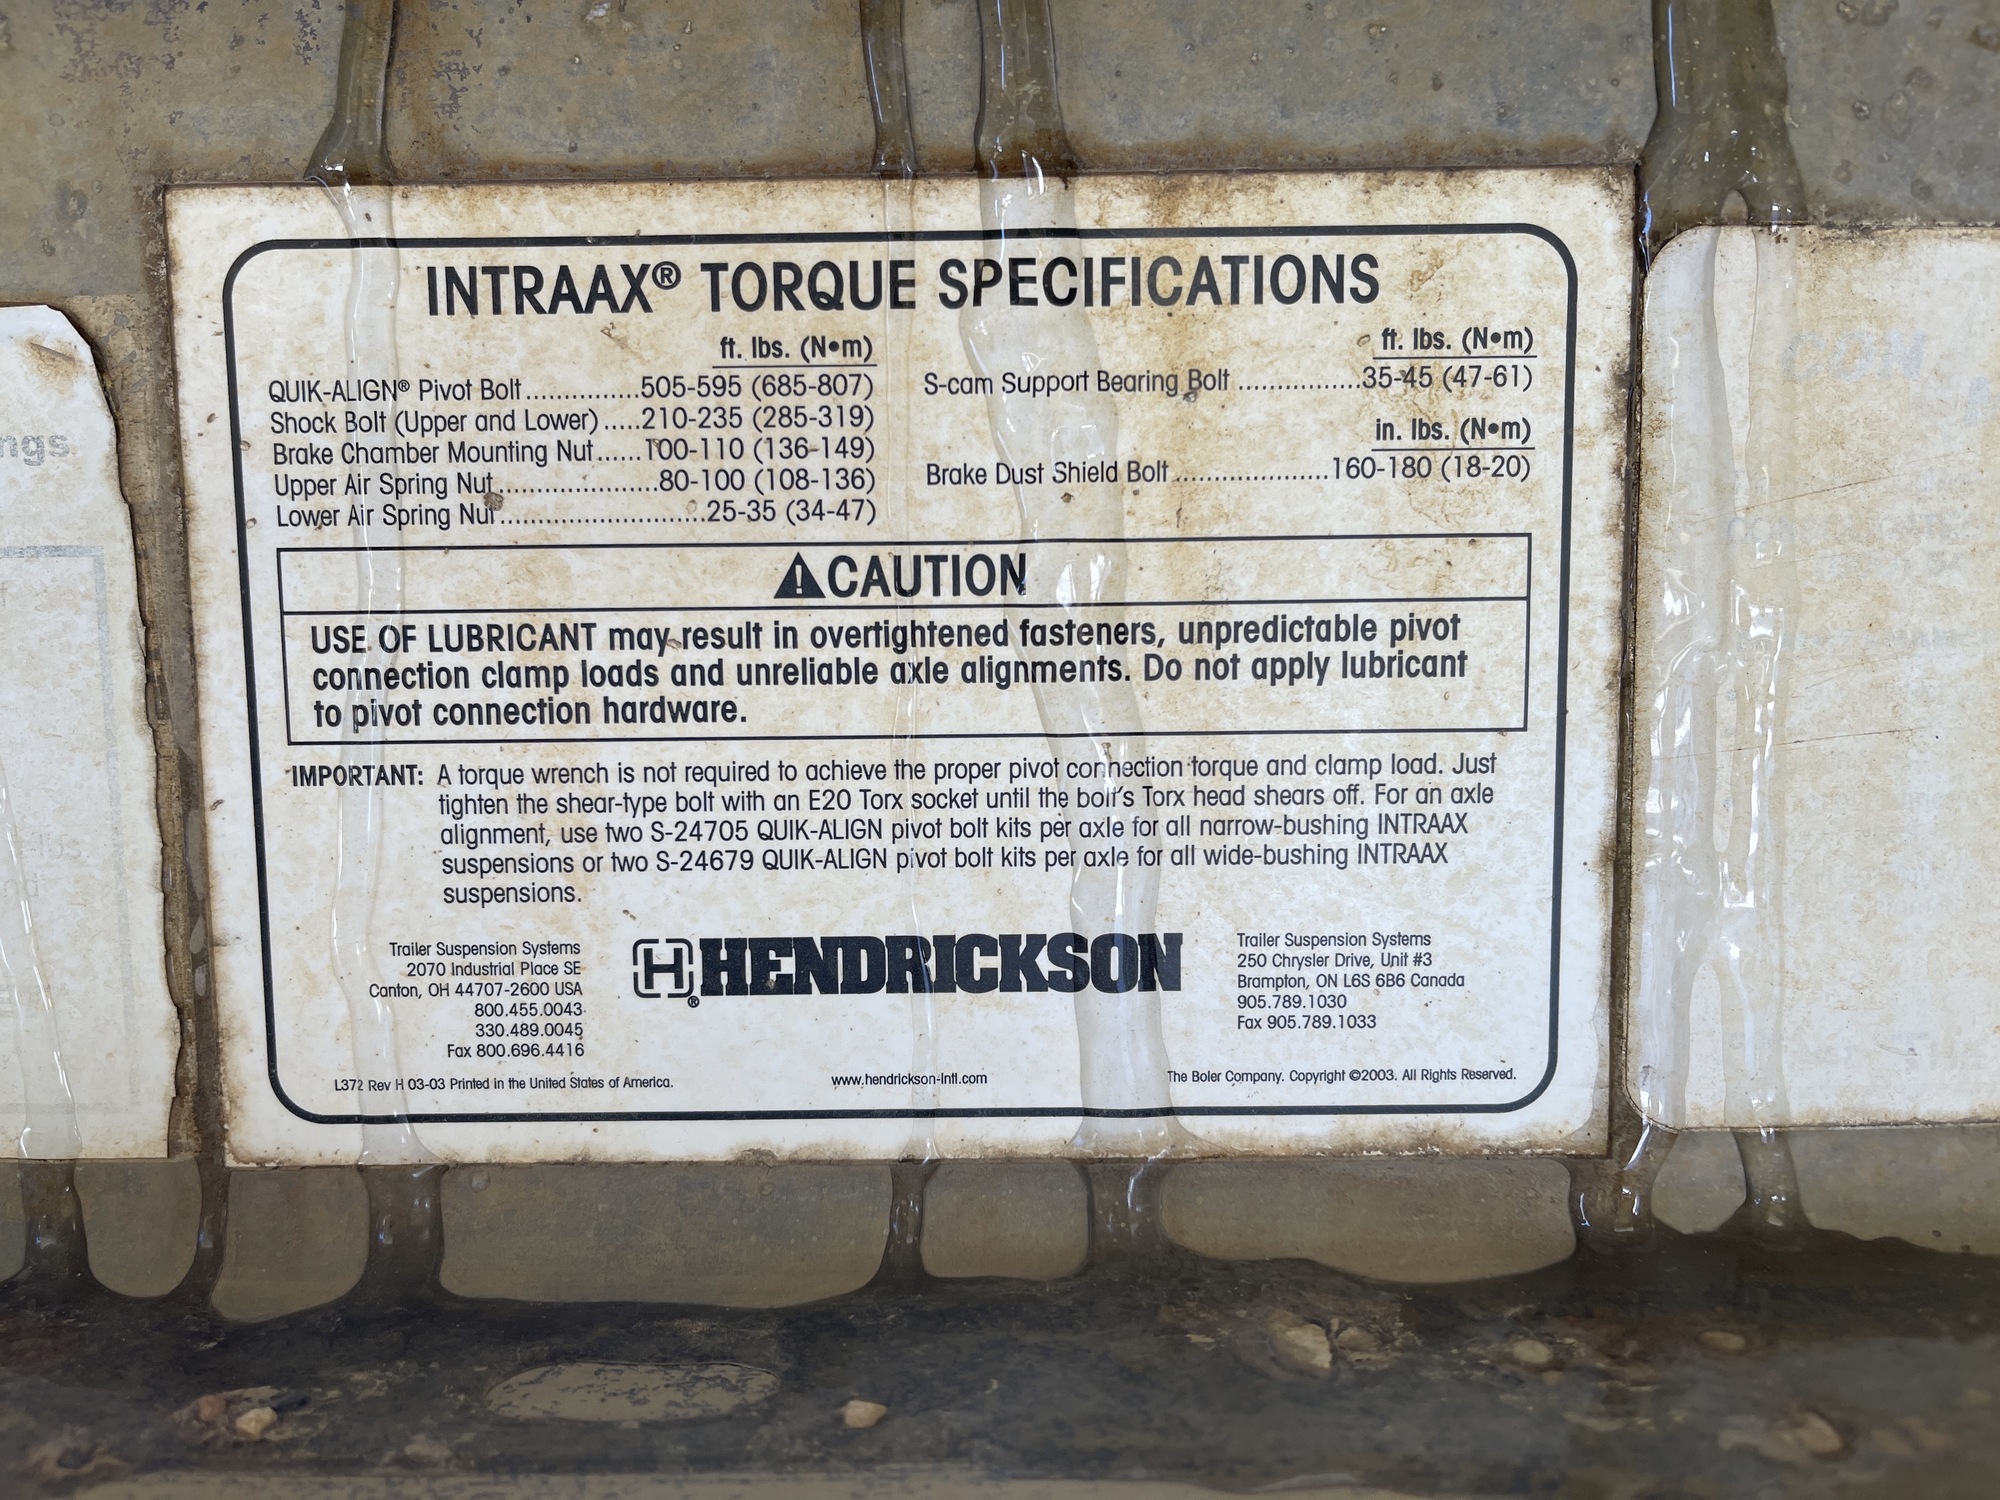 INTRAAX® TORQUE SPECIFICATIONS
ft. lbs. (N•m)
QUIK-ALIGN® Pivot Bolt...............505-595 (685-807)
Shock Bolt (Upper and Lower).....210-235 (285-319)
Brake Chamber Mounting Nut......100-110 (136-149)
Upper Air Spring Nut.....................80-100 (108-136)
Lower Air Spring Nut...........................25-35 (34-47)
ft. lbs. (N•m)
S-cam Support Bearing Bolt ................35-45 (47-61)
in. lbs. (N•m)
Brake Dust Shield Bolt....................160-180 (18-20)
⚠CAUTION
USE OF LUBRICANT may result in overtightened fasteners, unpredictable pivot
connection clamp loads and unreliable axle alignments. Do not apply lubricant
to pivot connection hardware.
IMPORTANT: A torque wrench is not required to achieve the proper pivot connection torque and clamp load. Just
tighten the shear-type bolt with an E20 Torx socket until the bolt's Torx head shears off. For an axle
alignment, use two S-24705 QUIK-ALIGN pivot bolt kits per axle for all narrow-bushing INTRAAX
suspensions or two S-24679 QUIK-ALIGN pivot bolt kits per axle for all wide-bushing INTRAAX
suspensions.
Trailer Suspension Systems
2070 Industrial Place SE
Canton, OH 44707-2600 USA
800.455.0043
330.489.0045
Fax 800.696.4416
H HENDRICKSON ®
Trailer Suspension Systems
250 Chrysler Drive, Unit #3
Brampton, ON L6S 6B6 Canada
905.789.1030
Fax 905.789.1033
L372 Rev H 03-03 Printed in the United States of America.
www.hendrickson-intl.com
The Boler Company. Copyright ©2003. All Rights Reserved.
ngs